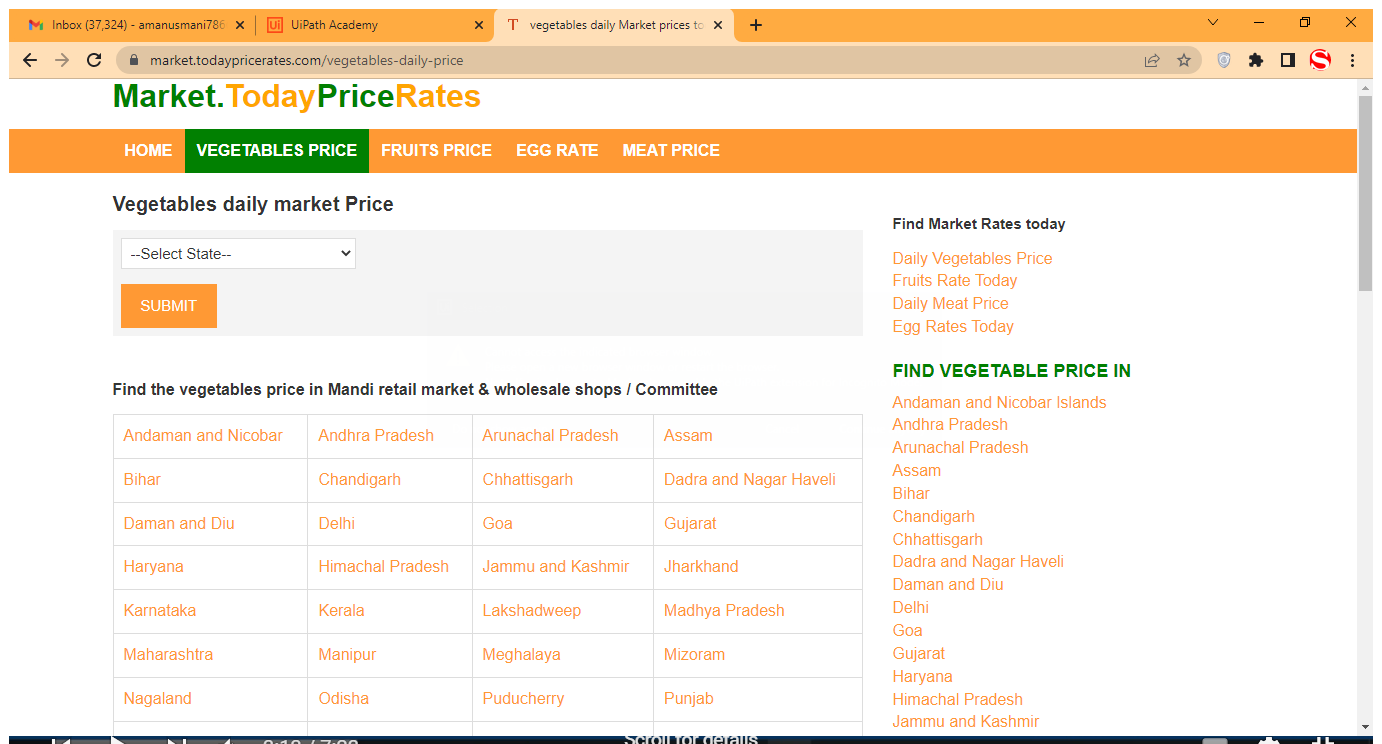 Inbox (37,324) - amanusmani786
UiPath Academy
vegetables daily Market prices to
market.todaypricerates.com/vegetables-daily-price
Market.TodayPriceRates
HOME VEGETABLES PRICE FRUITS PRICE EGG RATE MEAT PRICE
Vegetables daily market Price
--Select State--
SUBMIT
Find the vegetables price in Mandi retail market & wholesale shops / Committee
Andaman and Nicobar Andhra Pradesh Arunachal Pradesh Assam
Bihar Chandigarh Chhattisgarh Dadra and Nagar Haveli
Daman and Diu Delhi Goa Gujarat
Haryana Himachal Pradesh Jammu and Kashmir Jharkhand
Karnataka Kerala Lakshadweep Madhya Pradesh
Maharashtra Manipur Meghalaya Mizoram
Nagaland Odisha Puducherry Punjab
Find Market Rates today
Daily Vegetables Price
Fruits Rate Today
Daily Meat Price
Egg Rates Today
FIND VEGETABLE PRICE IN
Andaman and Nicobar Islands
Andhra Pradesh
Arunachal Pradesh
Assam
Bihar
Chandigarh
Chhattisgarh
Dadra and Nagar Haveli
Daman and Diu
Delhi
Goa
Gujarat
Haryana
Himachal Pradesh
Jammu and Kashmir
Scroll for details